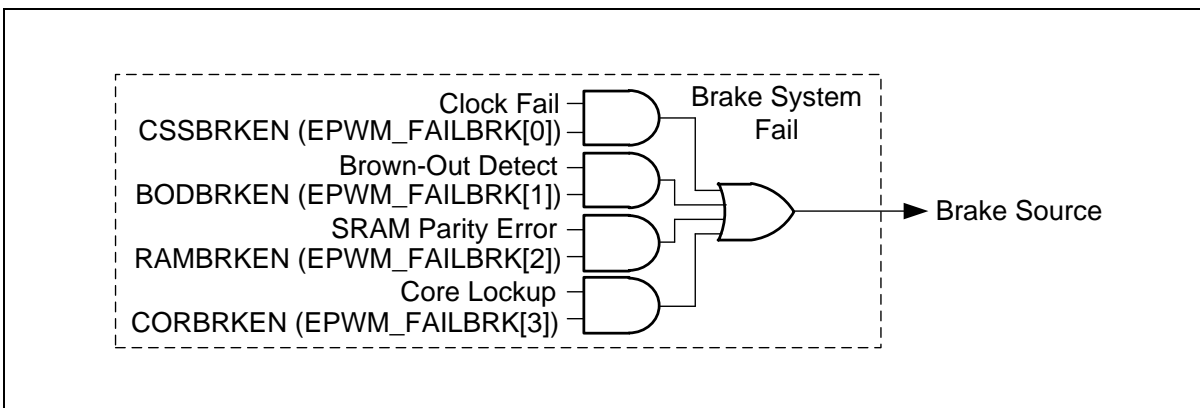 Clock Fail
CSSBRKEN (EPWM_FAILBRK[0])
Brown-Out Detect
BODBRKEN (EPWM_FAILBRK[1])
SRAM Parity Error
RAMBRKEN (EPWM_FAILBRK[2])
Core Lockup
CORBRKEN (EPWM_FAILBRK[3])
Brake System
Fail
Brake Source